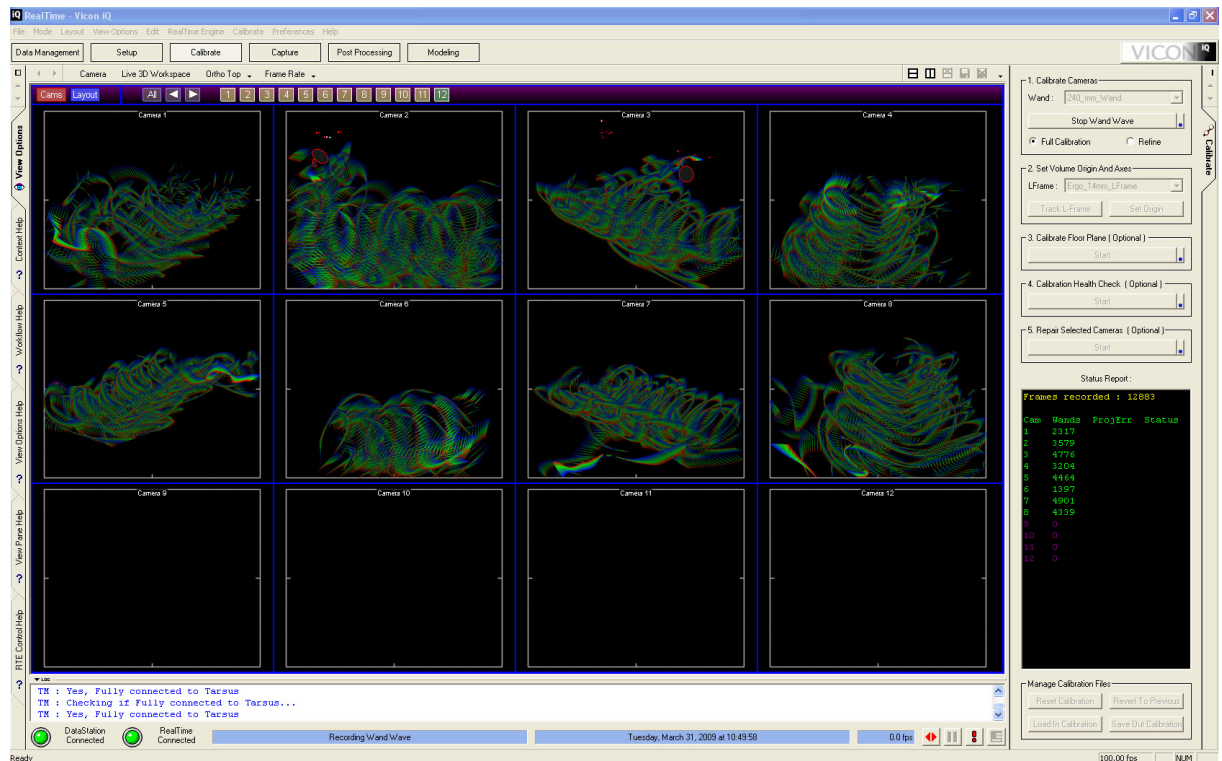 iQ RealTime - Vicon iQ
File Mode Layout View Options Edit RealTime Engine Calibrate Preferences Help
Data Management Setup Calibrate Capture Post Processing Modeling
VICON iQ
Camera Live 3D Workspace Ortho Top Frame Rate
Cams Layout All 1 2 3 4 5 6 7 8 9 10 11 12
Camera 1 Camera 2 Camera 3 Camera 4
Camera 5 Camera 6 Camera 7 Camera 8
Camera 9 Camera 10 Camera 11 Camera 12
View Options
Context Help ?
Workflow Help ?
View Options Help ?
View Pane Help ?
RTE Control Help ?
Calibrate
1. Calibrate Cameras
Wand : 240_mm_Wand
Stop Wand Wave
Full Calibration Refine
2. Set Volume Origin And Axes
LFrame : Ergo_14mm_LFrame
Track L-Frame Set Origin
3. Calibrate Floor Plane ( Optional )
Start
4. Calibration Health Check ( Optional )
Start
5. Repair Selected Cameras ( Optional )
Start
Status Report :
Frames recorded : 12883
Cam Wands ProjErr Status
1 2317
2 3579
3 4776
4 3204
5 4464
6 1397
7 4901
8 4339
9 0
10 0
11 0
12 0
Manage Calibration Files
Reset Calibration Revert To Previous
Load In Calibration Save Out Calibration
LOG
TM : Yes, Fully connected to Tarsus
TM : Checking if Fully connected to Tarsus...
TM : Yes, Fully connected to Tarsus
DataStation Connected RealTime Connected Recording Wand Wave Tuesday, March 31, 2009 at 10:49:58 0.0 fps
Ready 100.00 fps NUM